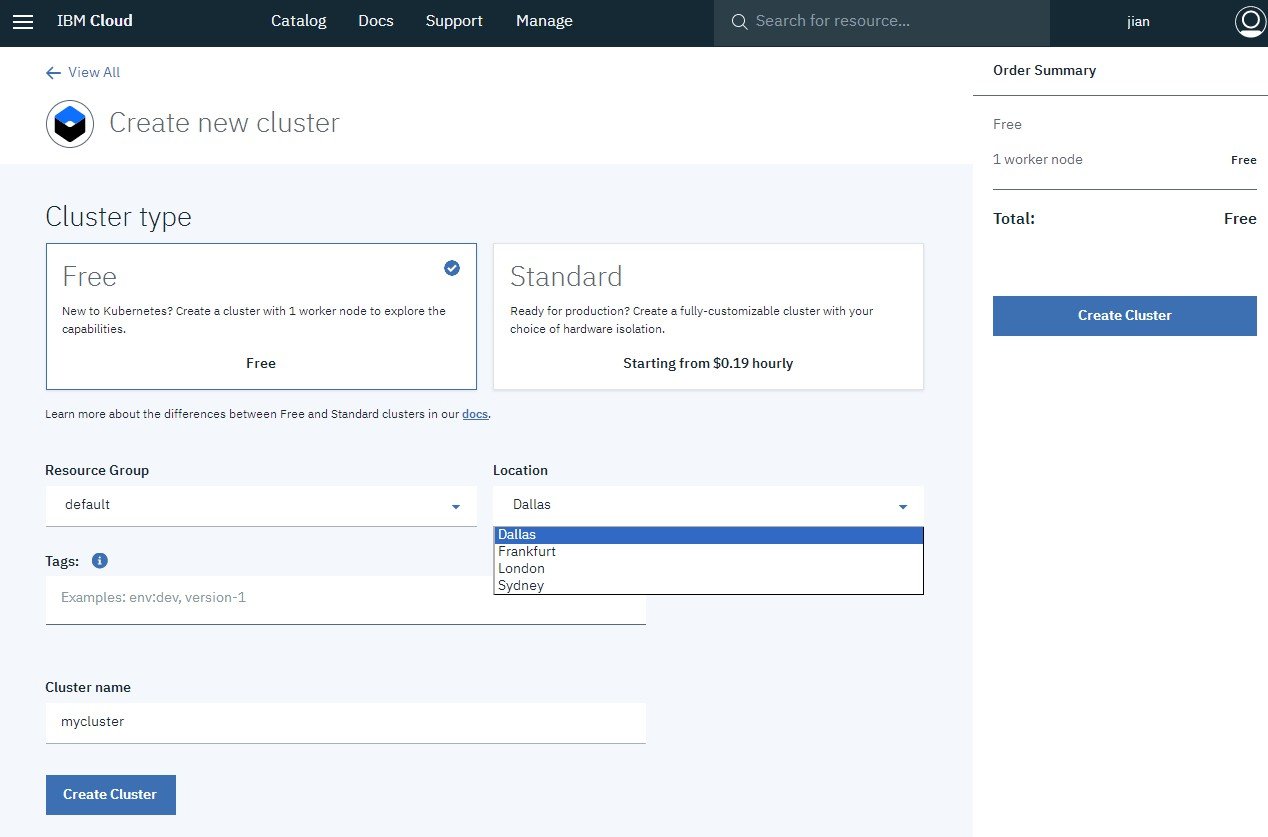 IBM Cloud Catalog Docs Support Manage Search for resource... jian
View All
Create new cluster
Cluster type
Free
New to Kubernetes? Create a cluster with 1 worker node to explore the
capabilities.
Free
Standard
Ready for production? Create a fully-customizable cluster with your
choice of hardware isolation.
Starting from $0.19 hourly
Learn more about the differences between Free and Standard clusters in our docs.
Resource Group
default
Location
Dallas
Dallas
Frankfurt
London
Sydney
Tags:
Examples: env:dev, version-1
Cluster name
mycluster
Create Cluster
Order Summary
Free
1 worker node Free
Total: Free
Create Cluster